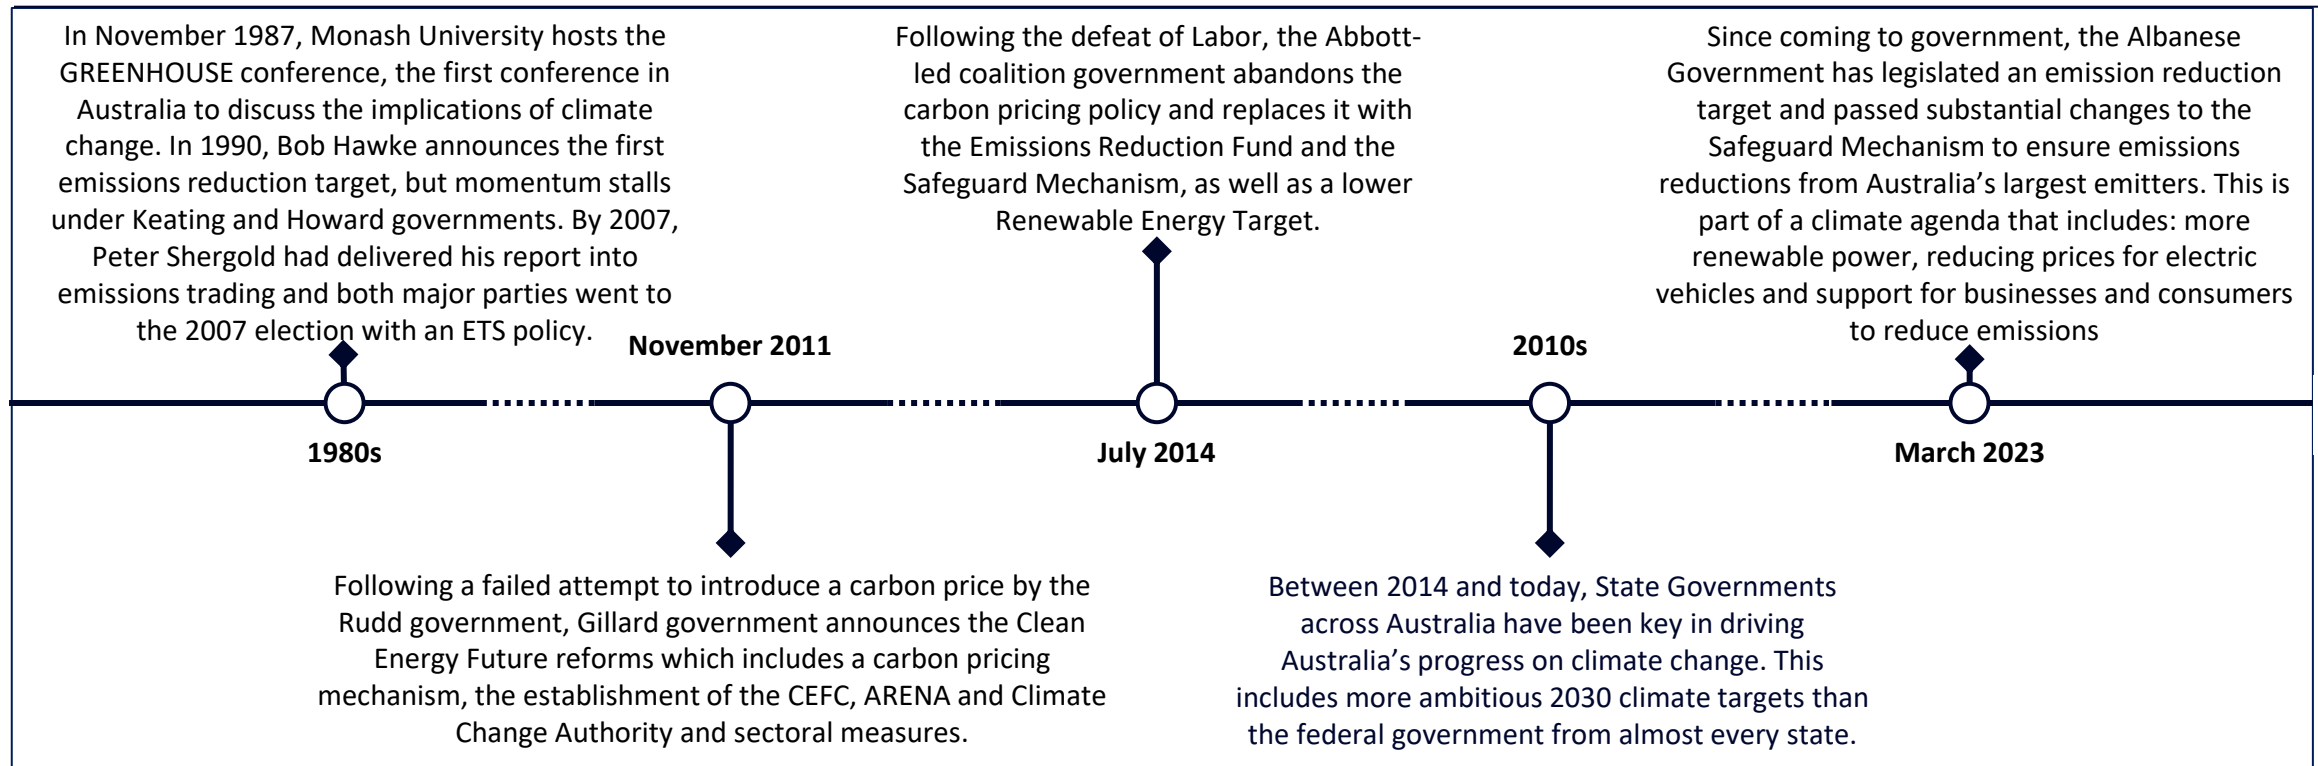 In November 1987, Monash University hosts the
GREENHOUSE conference, the first conference in
Australia to discuss the implications of climate
change. In 1990, Bob Hawke announces the first
emissions reduction target, but momentum stalls
under Keating and Howard governments. By 2007,
Peter Shergold had delivered his report into
emissions trading and both major parties went to
the 2007 election with an ETS policy.
1980s
November 2011
Following a failed attempt to introduce a carbon price by the
Rudd government, Gillard government announces the Clean
Energy Future reforms which includes a carbon pricing
mechanism, the establishment of the CEFC, ARENA and Climate
Change Authority and sectoral measures.
Following the defeat of Labor, the Abbott-
led coalition government abandons the
carbon pricing policy and replaces it with
the Emissions Reduction Fund and the
Safeguard Mechanism, as well as a lower
Renewable Energy Target.
July 2014
2010s
Between 2014 and today, State Governments
across Australia have been key in driving
Australia’s progress on climate change. This
includes more ambitious 2030 climate targets than
the federal government from almost every state.
Since coming to government, the Albanese
Government has legislated an emission reduction
target and passed substantial changes to the
Safeguard Mechanism to ensure emissions
reductions from Australia’s largest emitters. This is
part of a climate agenda that includes: more
renewable power, reducing prices for electric
vehicles and support for businesses and consumers
to reduce emissions
March 2023